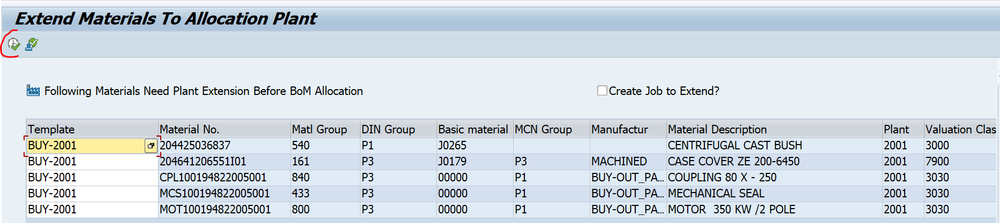 Extend Materials To Allocation Plant
Following Materials Need Plant Extension Before BoM Allocation Create Job to Extend?
Template Material No. Matl Group DIN Group Basic material MCN Group Manufactur Material Description Plant Valuation Clas
BUY-2001 204425036837 540 P1 J0265 CENTRIFUGAL CAST BUSH 2001 3000
BUY-2001 204641206551I01 161 P3 J0179 P3 MACHINED CASE COVER ZE 200-6450 2001 7900
BUY-2001 CPL100194822005001 840 P3 00000 P1 BUY-OUT_PA... COUPLING 80 X - 250 2001 3030
BUY-2001 MCS100194822005001 433 P3 00000 P1 BUY-OUT_PA... MECHANICAL SEAL 2001 3030
BUY-2001 MOT100194822005001 800 P3 00000 P1 BUY-OUT_PA... MOTOR  350 KW /2 POLE 2001 3030